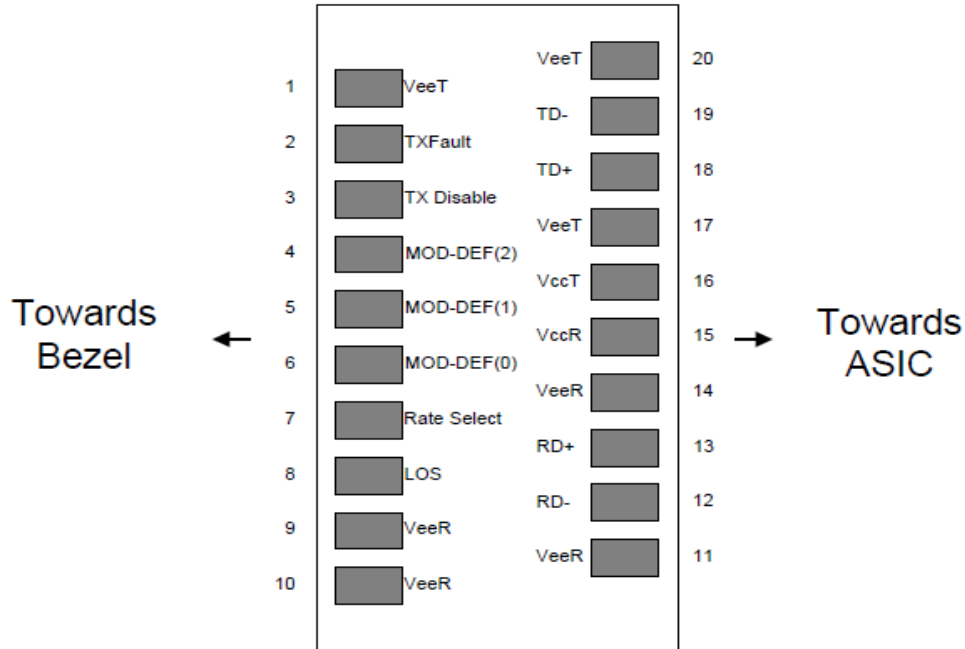 VeeT 20
1 VeeT
TD- 19
2 TXFault
TD+ 18
3 TX Disable
VeeT 17
4 MOD-DEF(2)
VccT 16
5 MOD-DEF(1)
Towards
Bezel
VccR 15
Towards
ASIC
6 MOD-DEF(0)
VeeR 14
7 Rate Select
RD+ 13
8 LOS
RD- 12
9 VeeR
VeeR 11
10 VeeR